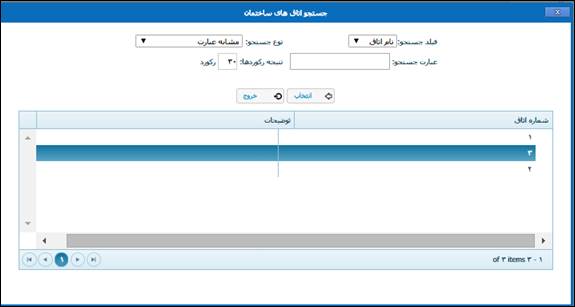 جستجو اتاق های ساختمان
فیلد جستجو: نام اتاق نوع جستجو: مشابه عبارت
عبارت جستجو: نتیجه رکوردها: ۳۰ رکورد
انتخاب خروج
شماره اتاق توضیحات
۱
۳
۲
۱ - ۳ of ۳ items ۱